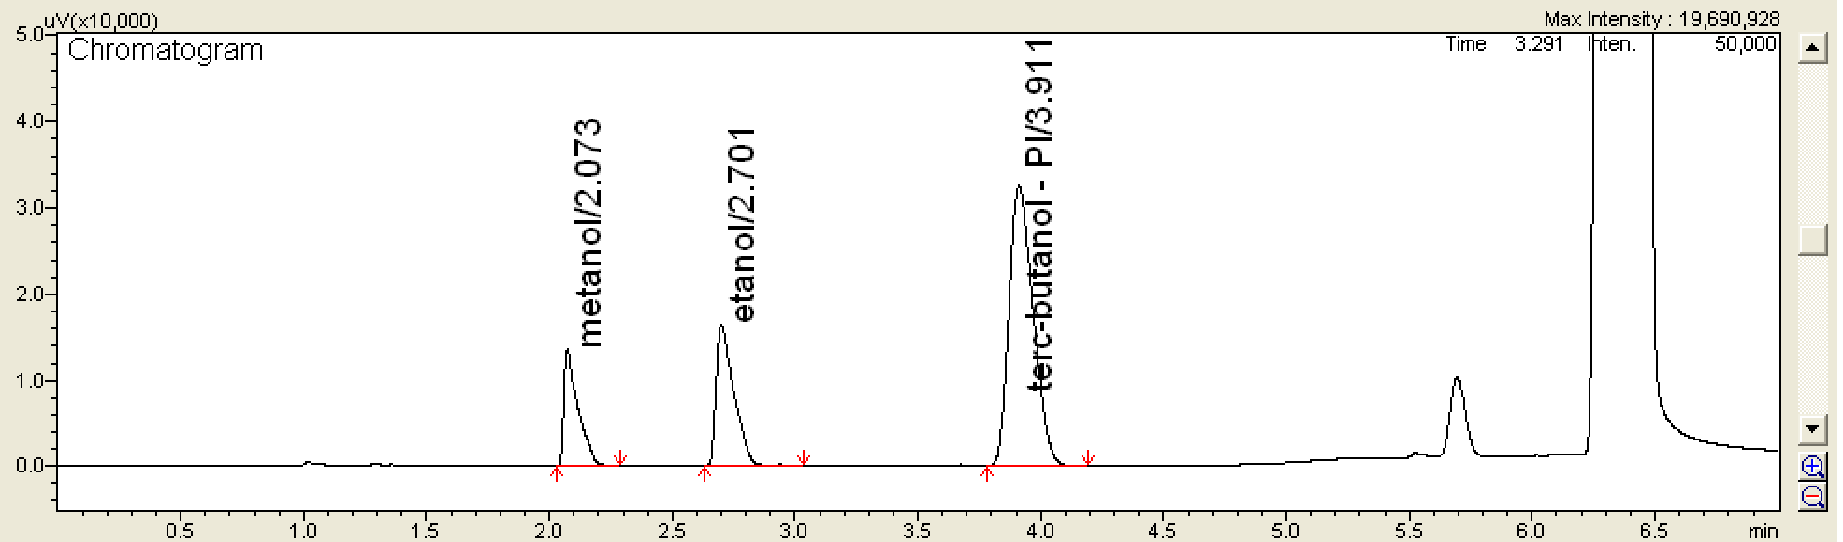 uV(x10,000)
Max Intensity : 19,690,928
Chromatogram
Time 3.291 Inten. 50,000
5.0
4.0
3.0
2.0
1.0
0.0
metanol/2.073
etanol/2.701
terc-butanol - PI/3.911
0.5 1.0 1.5 2.0 2.5 3.0 3.5 4.0 4.5 5.0 5.5 6.0 6.5 min